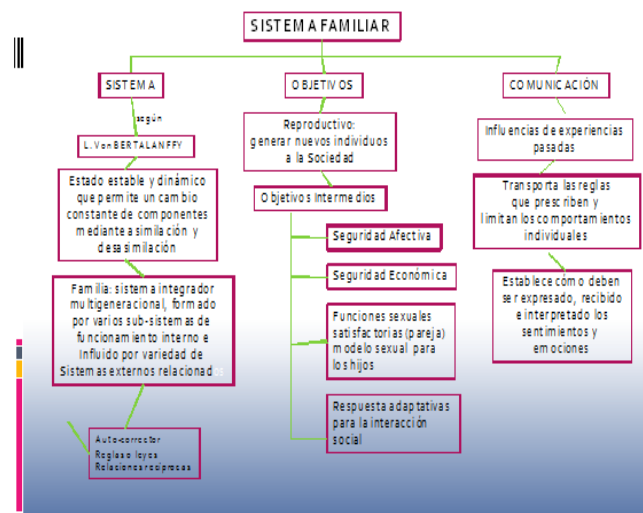 SISTEMA FAMILIAR
SISTEMA
según
L. Von BERTALANFFY
Estado estable y dinámico
que permite un cambio
constante de componentes
mediante asimilación y
desasimilación
Familia: sistema integrador
multigeneracional, formado
por varios sub-sistemas de
funcionamiento interno e
Influido por variedad de
Sistemas externos relacionados
Auto-corrector
Reglas o leyes
Relaciones recíprocas
OBJETIVOS
Reproductivo:
generar nuevos individuos
a la Sociedad
Objetivos Intermedios
Seguridad Afectiva
Seguridad Económica
Funciones sexuales
satisfactorias (pareja)
modelo sexual para
los hijos
Respuesta adaptativas
para la interacción
social
COMUNICACIÓN
Influencias de experiencias
pasadas
Transporta las reglas
que prescriben y
limitan los comportamientos
individuales
Establece cómo deben
ser expresado, recibido
e interpretado los
sentimientos y
emociones